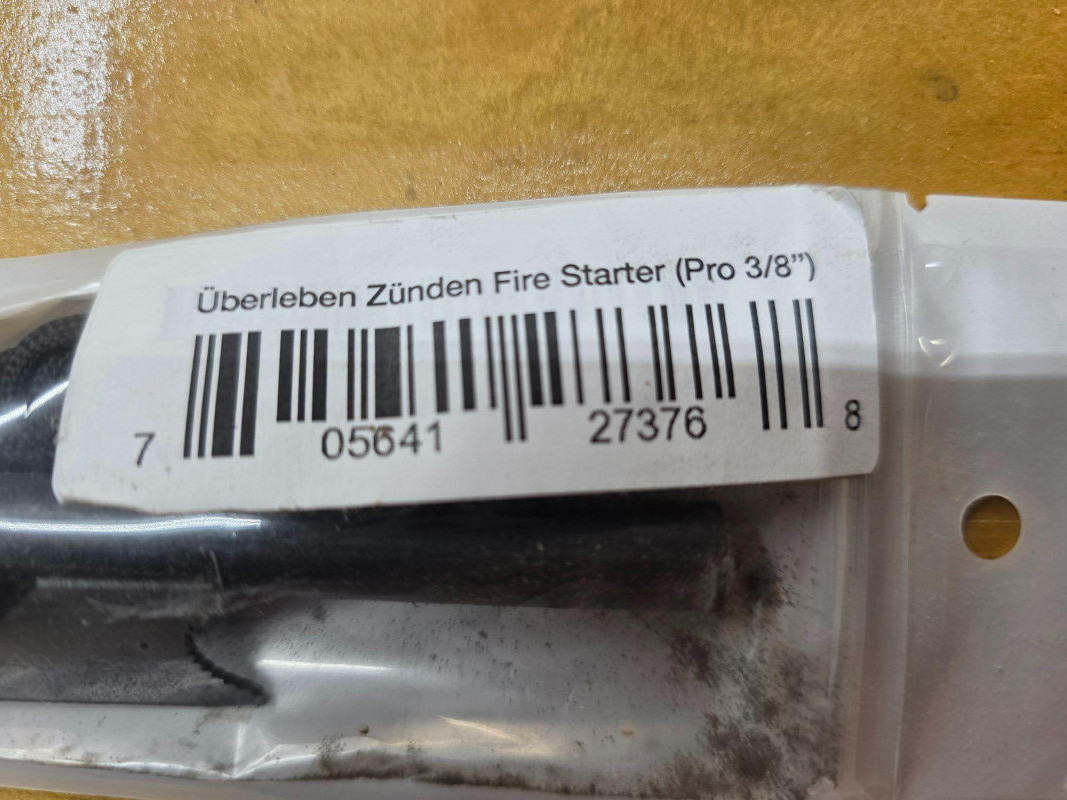 Überleben Zünden Fire Starter (Pro 3/8”)
7 05641 27376 8